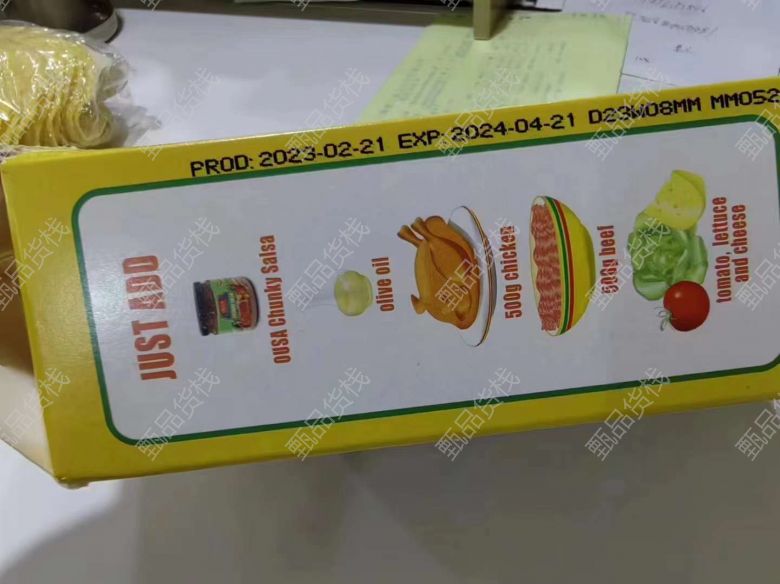 PROD: 2023-02-21 EXP: 2024-04-21 D23M08MM MM052
JUST ADD
OUSA Chunky Salsa
olive oil
500g chicken
500g beef
tomato, lettuce
and cheese
甄品货栈